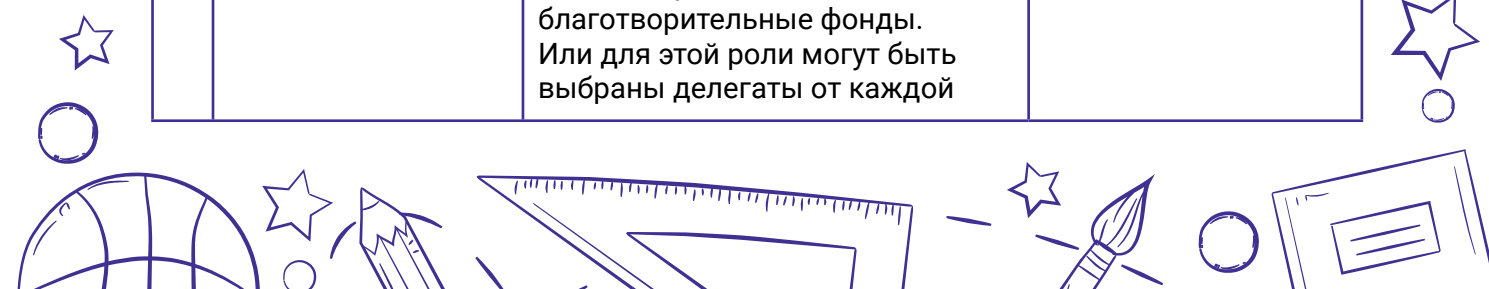 благотворительные фонды.
Или для этой роли могут быть
выбраны делегаты от каждой